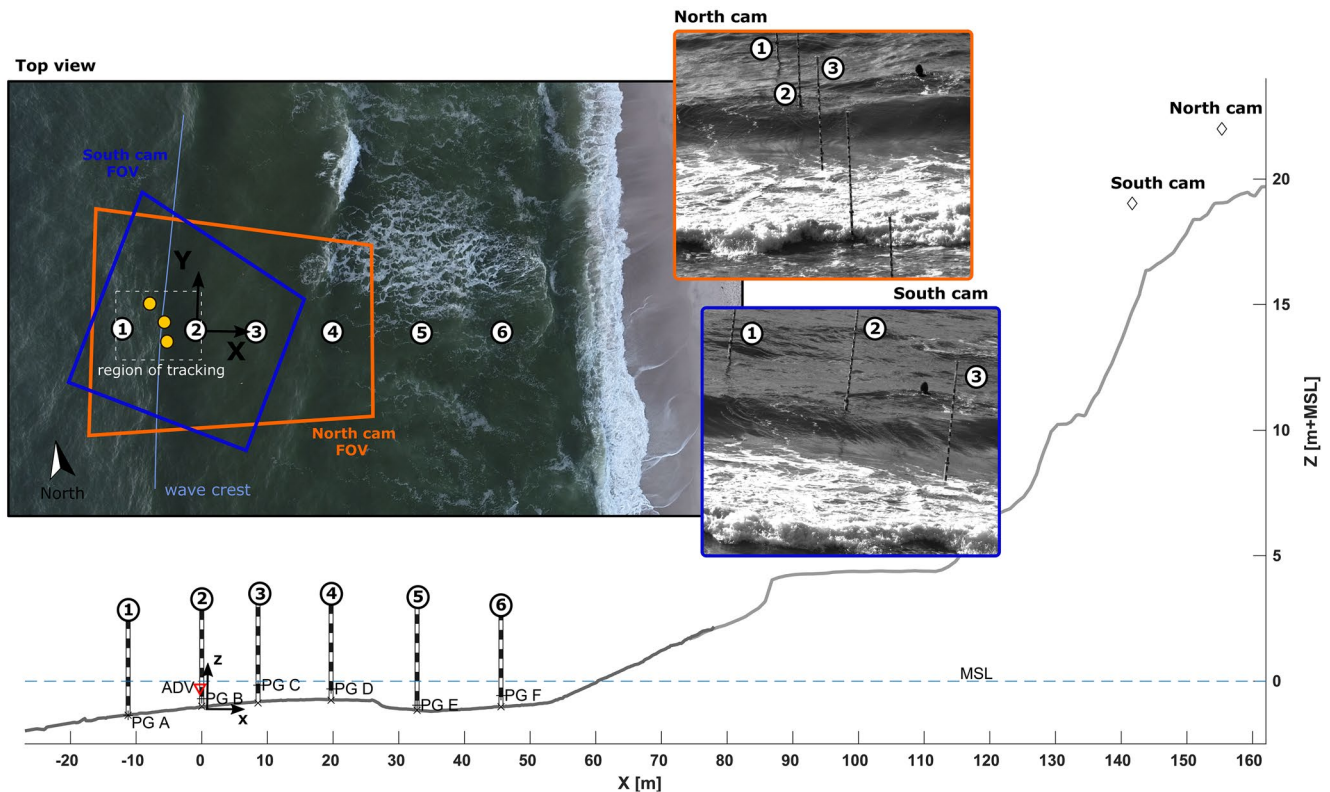 North cam
1
2
3
Top view
South cam
FOV
Y
X
1
2
3
4
5
6
region of tracking
North cam
FOV
North
wave crest
South cam
1
2
3
North cam
South cam
20
15
10
5
0
Z [m+MSL]
1
2
3
4
5
6
z
x
ADV
PG A
PG B
PG C
PG D
PG E
PG F
MSL
-20
-10
0
10
20
30
40
50
60
70
80
90
100
110
120
130
140
150
160
X [m]